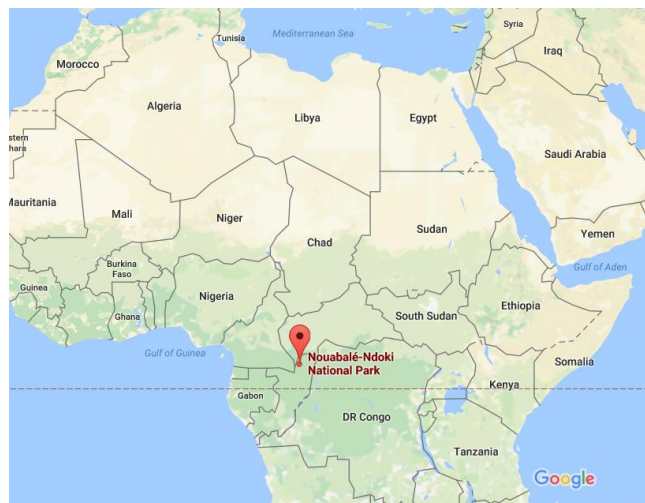 Syria
Mediterranean Sea
Tunisia
Morocco
Iraq
Algeria
Libya
Egypt
stern
hara
Saudi Arabia
Mauritania
Mali
Niger
Chad
Sudan
Yemen
Gulf of Aden
Burkina
Faso
Guinea
Nigeria
Ghana
South Sudan
Ethiopia
Gulf of Guinea
Nouabalé-Ndoki
National Park
Somalia
Gabon
Kenya
DR Congo
Tanzania
Google